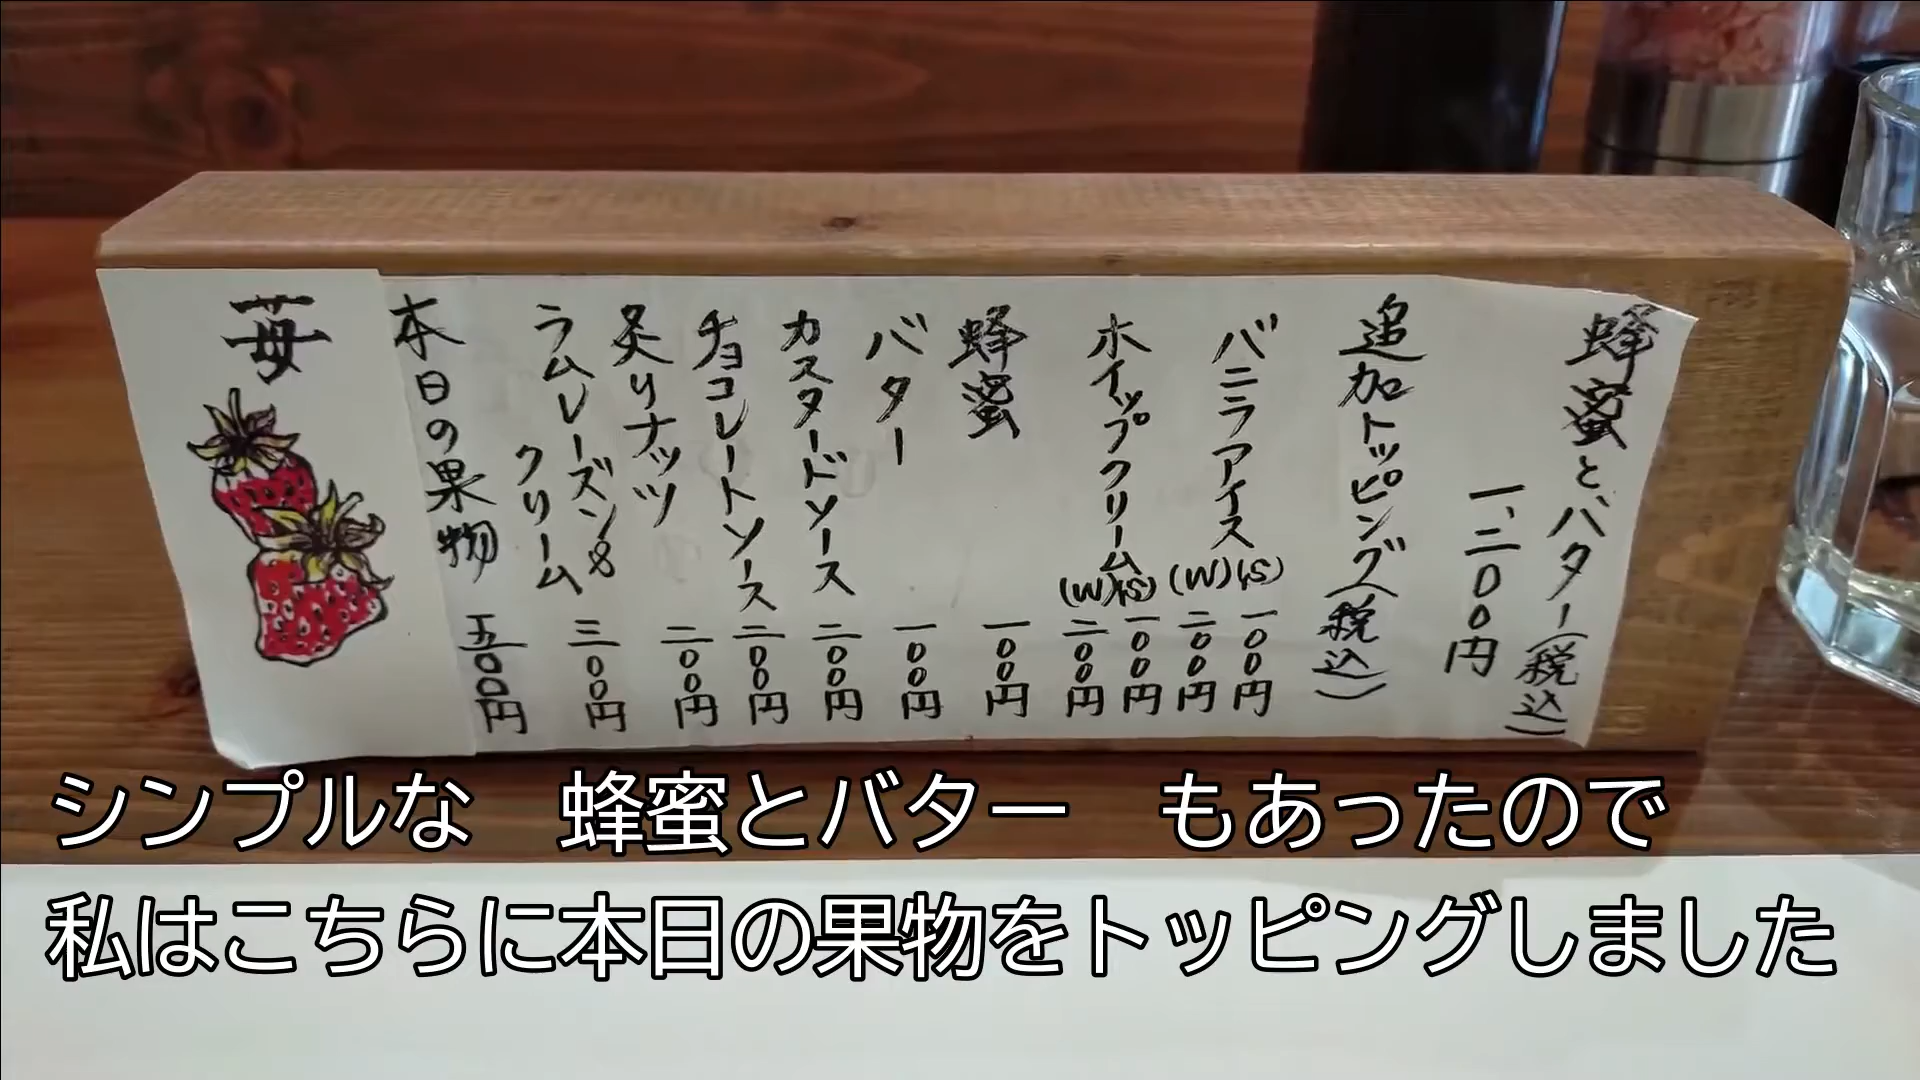 蜂蜜とバター(税込)
一、二〇〇円
追加トッピング(税込)
バニラアイス(S) 一〇〇円
(W) 二〇〇円
ホイップクリーム(S) 一〇〇円
(W) 二〇〇円
蜂蜜 一〇〇円
バター 一〇〇円
カスタードソース 二〇〇円
チョコレートソース 二〇〇円
炙りナッツ 二〇〇円
ラムレーズン&
クリーム 三〇〇円
本日の果物 五〇〇円
苺
シンプルな 蜂蜜とバター もあったので
私はこちらに本日の果物をトッピングしました